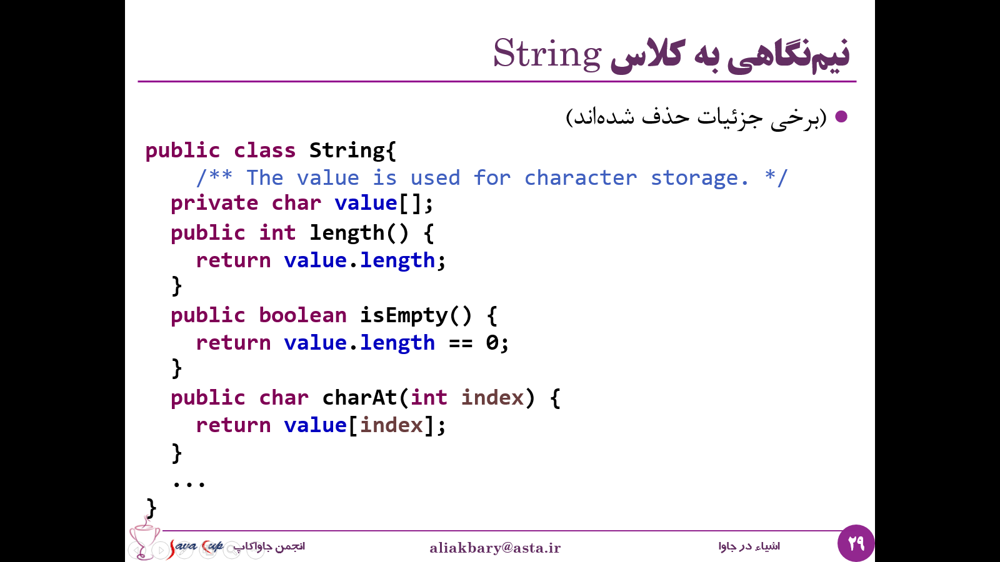 نیم‌نگاهی به کلاس String
(برخی جزئیات حذف شده‌اند)
public class String{
/** The value is used for character storage. */
private char value[];
public int length() {
return value.length;
}
public boolean isEmpty() {
return value.length == 0;
}
public char charAt(int index) {
return value[index];
}
...
}
۲۹
اشیاء در جاوا
aliakbary@asta.ir
انجمن جاواکاپ
Java Cup